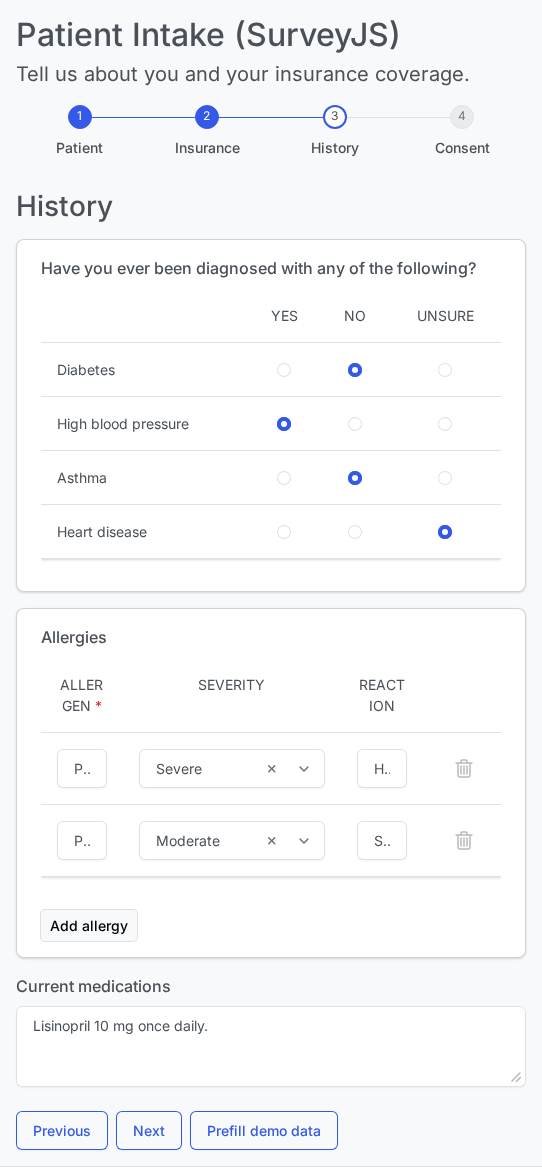 Patient Intake (SurveyJS)
Tell us about you and your insurance coverage.
1 2 3 4
Patient Insurance History Consent
History
Have you ever been diagnosed with any of the following?
YES NO UNSURE
Diabetes
High blood pressure
Asthma
Heart disease
Allergies
ALLER SEVERITY REACT
GEN * ION
P.. Severe H..
P.. Moderate S..
Add allergy
Current medications
Lisinopril 10 mg once daily.
Previous Next Prefill demo data